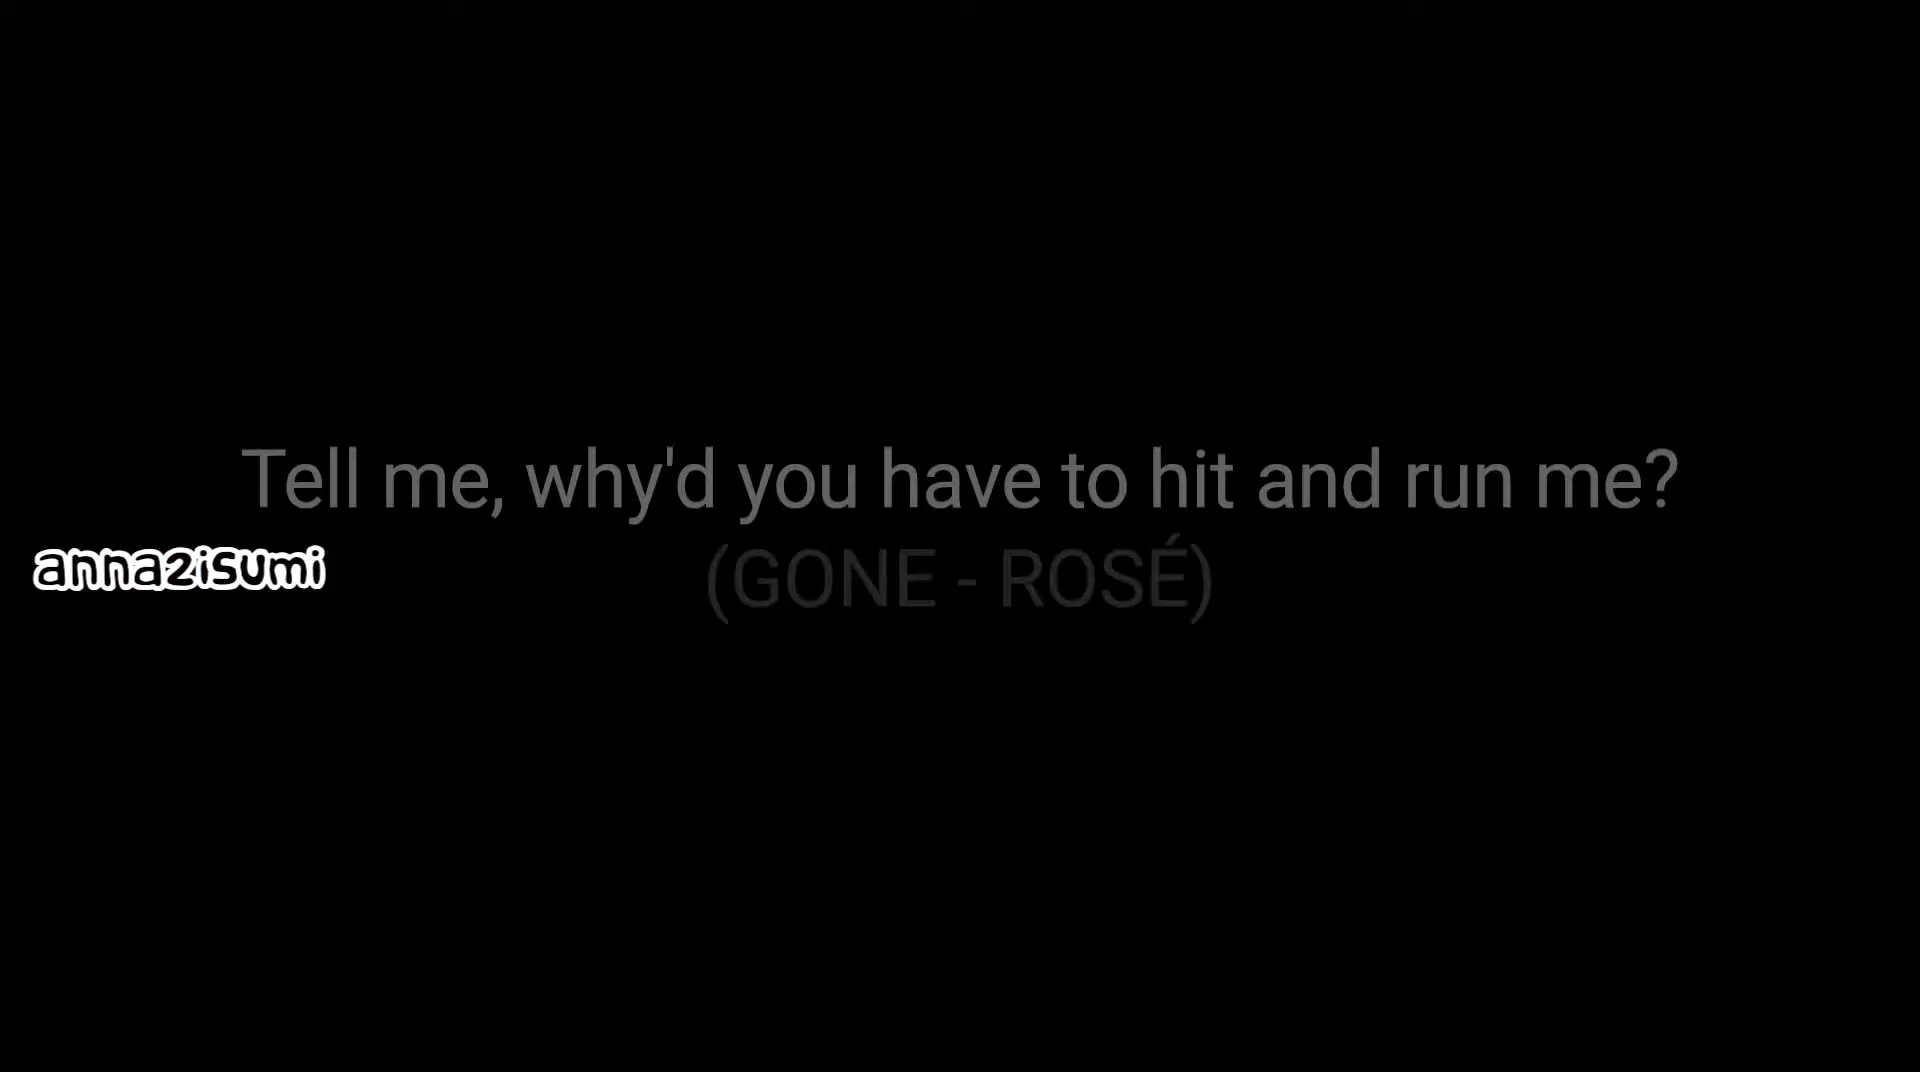 Tell me, why'd you have to hit and run me?
anna2isumi
(GONE - ROSÉ)